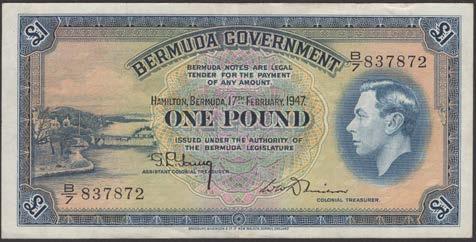 £1
£1
BERMUDA GOVERNMENT
BERMUDA NOTES ARE LEGAL
TENDER FOR THE PAYMENT
OF ANY AMOUNT.
B/7 837872
HAMILTON, BERMUDA, 17TH FEBRUARY, 1947.
ONE POUND
ISSUED UNDER THE AUTHORITY OF
THE BERMUDA LEGISLATURE
ASSISTANT COLONIAL TREASURER.
B/7 837872
COLONIAL TREASURER.
£1
£1